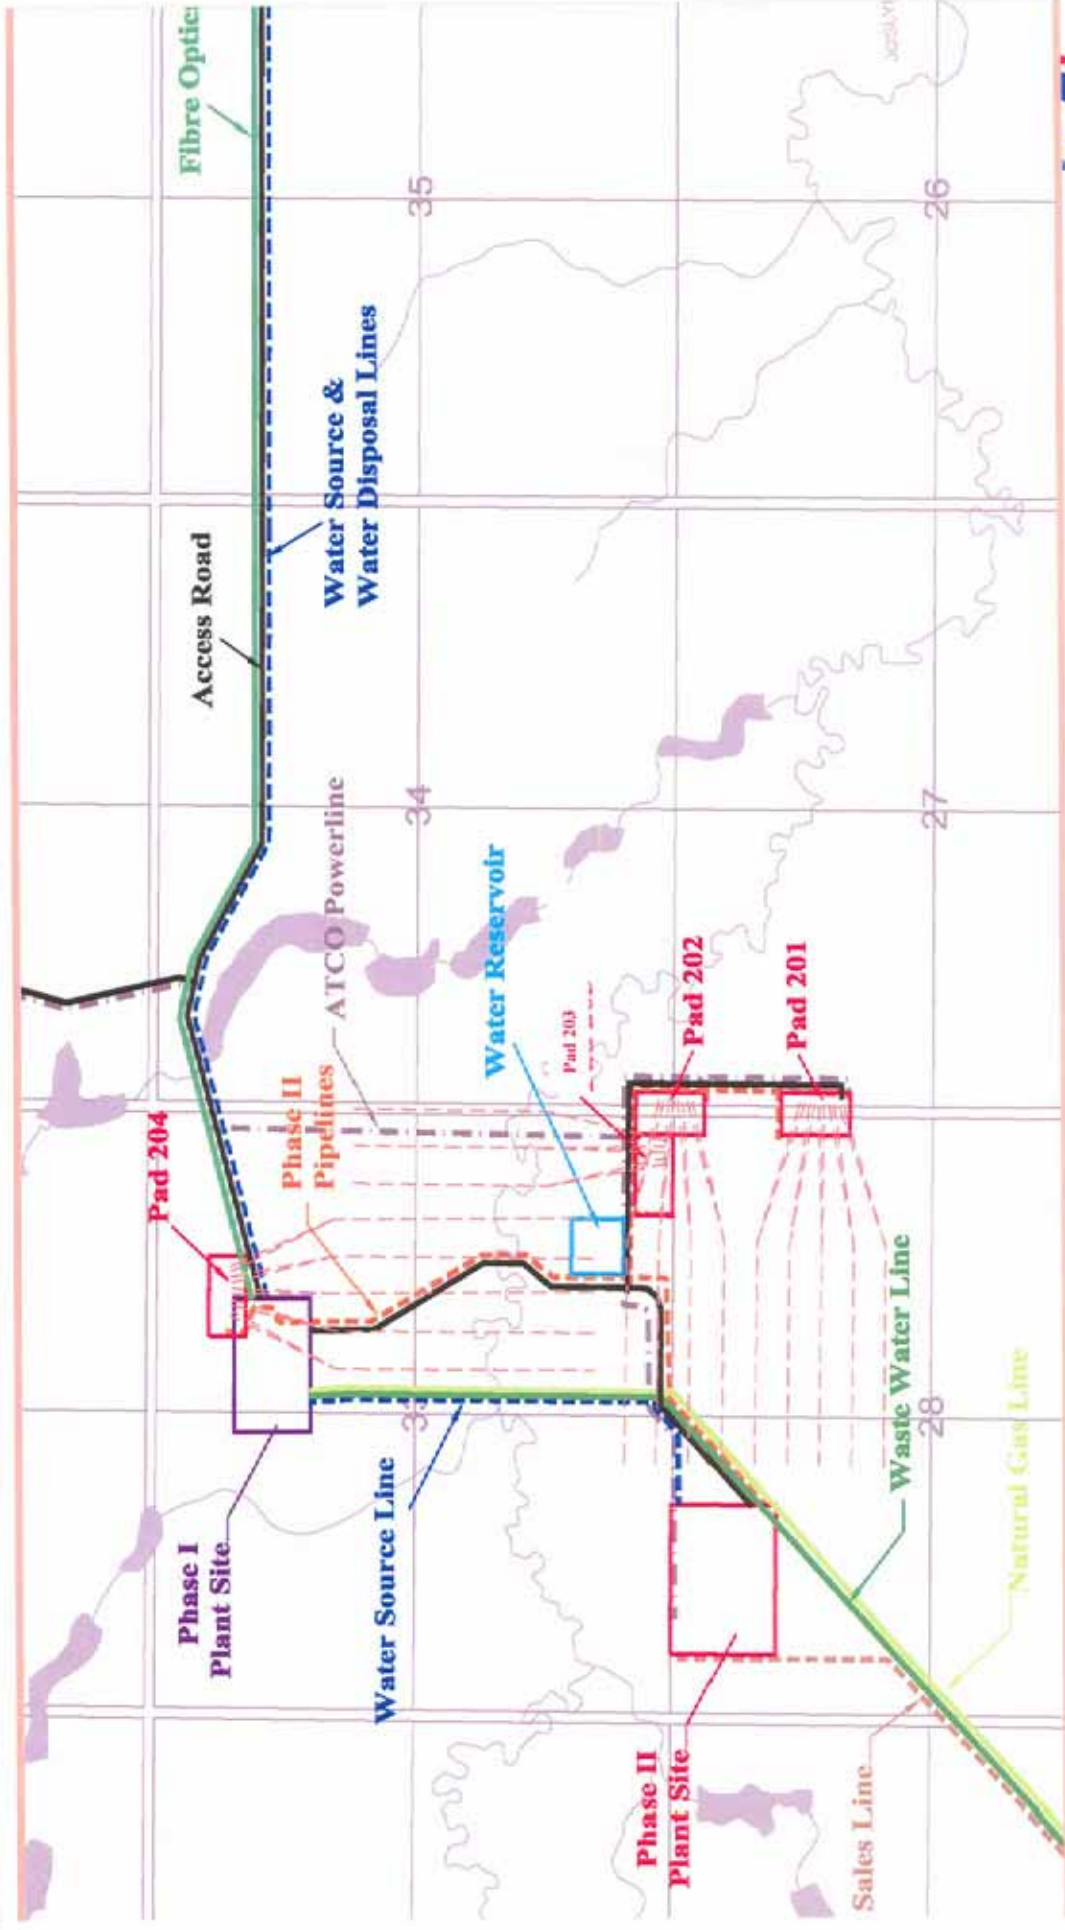 Fibre Optics
Access Road
Water Source &
Water Disposal Lines
35
26
34
27
ATCO Powerline
Water Reservoir
Pad 203
Pad 202
Pad 201
Pad 204
Phase II
Pipelines
33
28
Phase I
Plant Site
Water Source Line
Waste Water Line
Natural Gas Line
Phase II
Plant Site
Sales Line